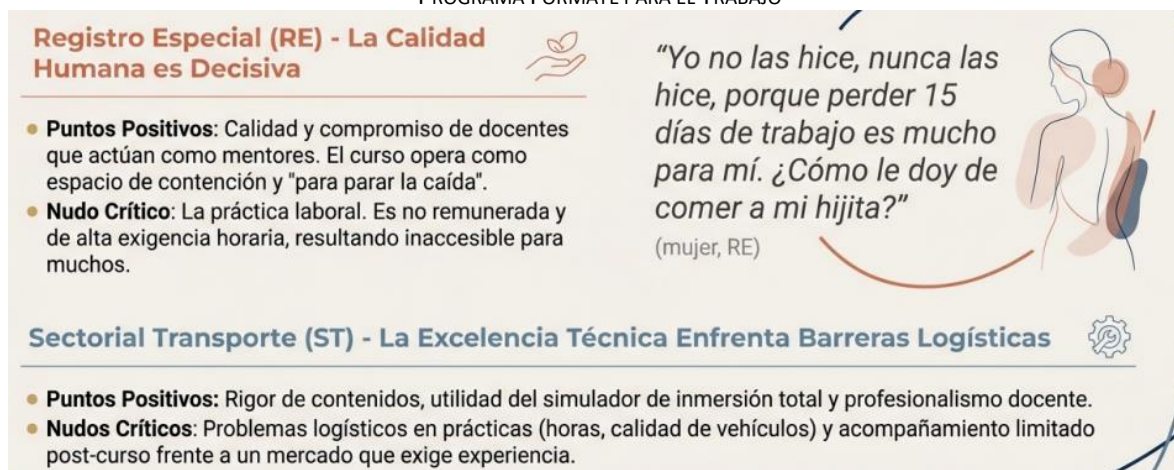 PROGRAMA FÓRMATE PARA EL TRABAJO
Registro Especial (RE) - La Calidad
Humana es Decisiva
• Puntos Positivos: Calidad y compromiso de docentes
que actúan como mentores. El curso opera como
espacio de contención y "para parar la caída".
• Nudo Crítico: La práctica laboral. Es no remunerada y
de alta exigencia horaria, resultando inaccesible para
muchos.
“Yo no las hice, nunca las
hice, porque perder 15
días de trabajo es mucho
para mí. ¿Cómo le doy de
comer a mi hijita?”
(mujer, RE)
Sectorial Transporte (ST) - La Excelencia Técnica Enfrenta Barreras Logísticas
• Puntos Positivos: Rigor de contenidos, utilidad del simulador de inmersión total y profesionalismo docente.
• Nudos Críticos: Problemas logísticos en prácticas (horas, calidad de vehículos) y acompañamiento limitado
post-curso frente a un mercado que exige experiencia.